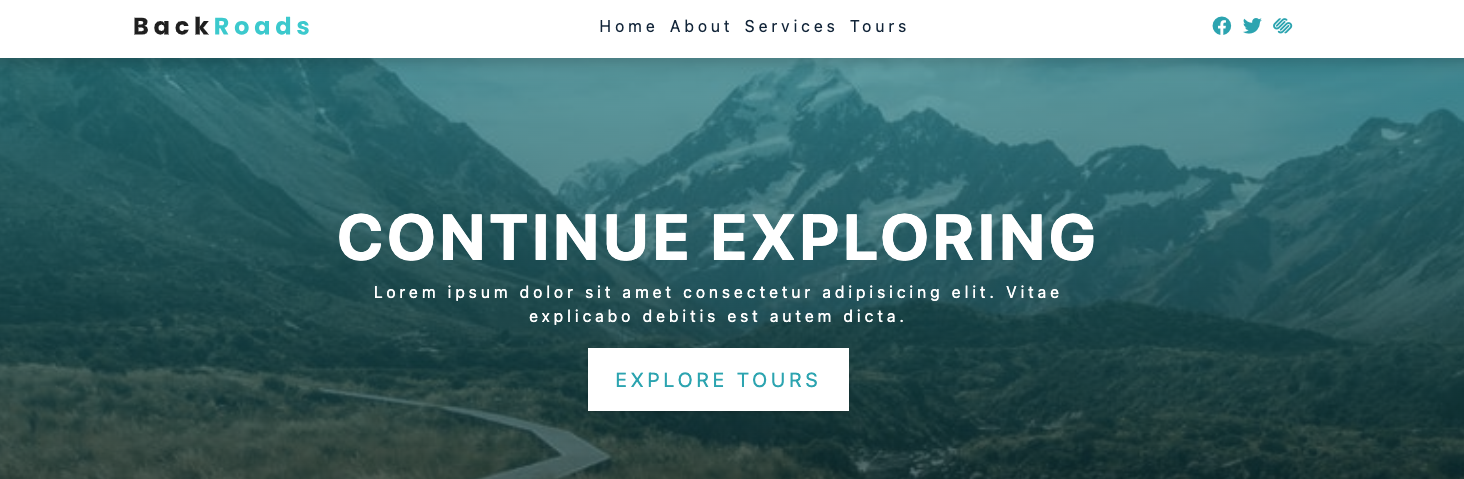 BackRoads
Home About Services Tours
CONTINUE EXPLORING
Lorem ipsum dolor sit amet consectetur adipisicing elit. Vitae
explicabo debitis est autem dicta.
EXPLORE TOURS